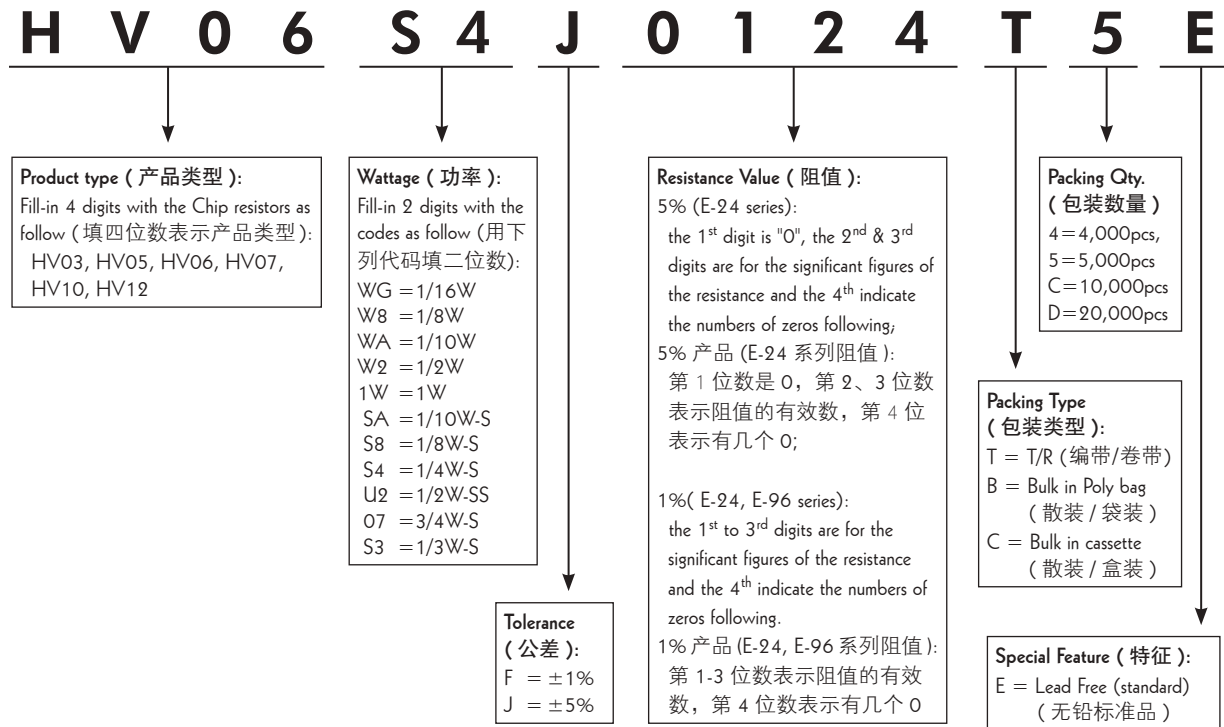 HV06 S4 J 0124 T 5 E
Product type ( 产品类型 ):
Fill-in 4 digits with the Chip resistors as
follow ( 填四位数表示产品类型 ):
HV03, HV05, HV06, HV07,
HV10, HV12
Wattage ( 功率 ):
Fill-in 2 digits with the
codes as follow (用下
列代码填二位数):
WG =1/16W
W8 =1/8W
WA =1/10W
W2 =1/2W
1W =1W
SA =1/10W-S
S8 =1/8W-S
S4 =1/4W-S
U2 =1/2W-SS
07 =3/4W-S
S3 =1/3W-S
Tolerance
( 公差 ):
F = ±1%
J = ±5%
Resistance Value ( 阻值 ):
5% (E-24 series):
the 1st digit is "0", the 2nd & 3rd
digits are for the significant figures of
the resistance and the 4th indicate
the numbers of zeros following;
5% 产品 (E-24 系列阻值 ):
第 1 位数是 0，第 2、3 位数
表示阻值的有效数，第 4 位
表示有几个 0;
1%( E-24, E-96 series):
the 1st to 3rd digits are for the
significant figures of the resistance
and the 4th indicate the numbers of
zeros following.
1% 产品 (E-24, E-96 系列阻值 ):
第 1-3 位数表示阻值的有效
数，第 4 位数表示有几个 0
Packing Qty.
( 包装数量 )
4=4,000pcs,
5=5,000pcs
C=10,000pcs
D=20,000pcs
Packing Type
( 包装类型 ):
T = T/R (编带/卷带)
B = Bulk in Poly bag
( 散装 / 袋装 )
C = Bulk in cassette
( 散装 / 盒装 )
Special Feature ( 特征 ):
E = Lead Free (standard)
( 无铅标准品 )